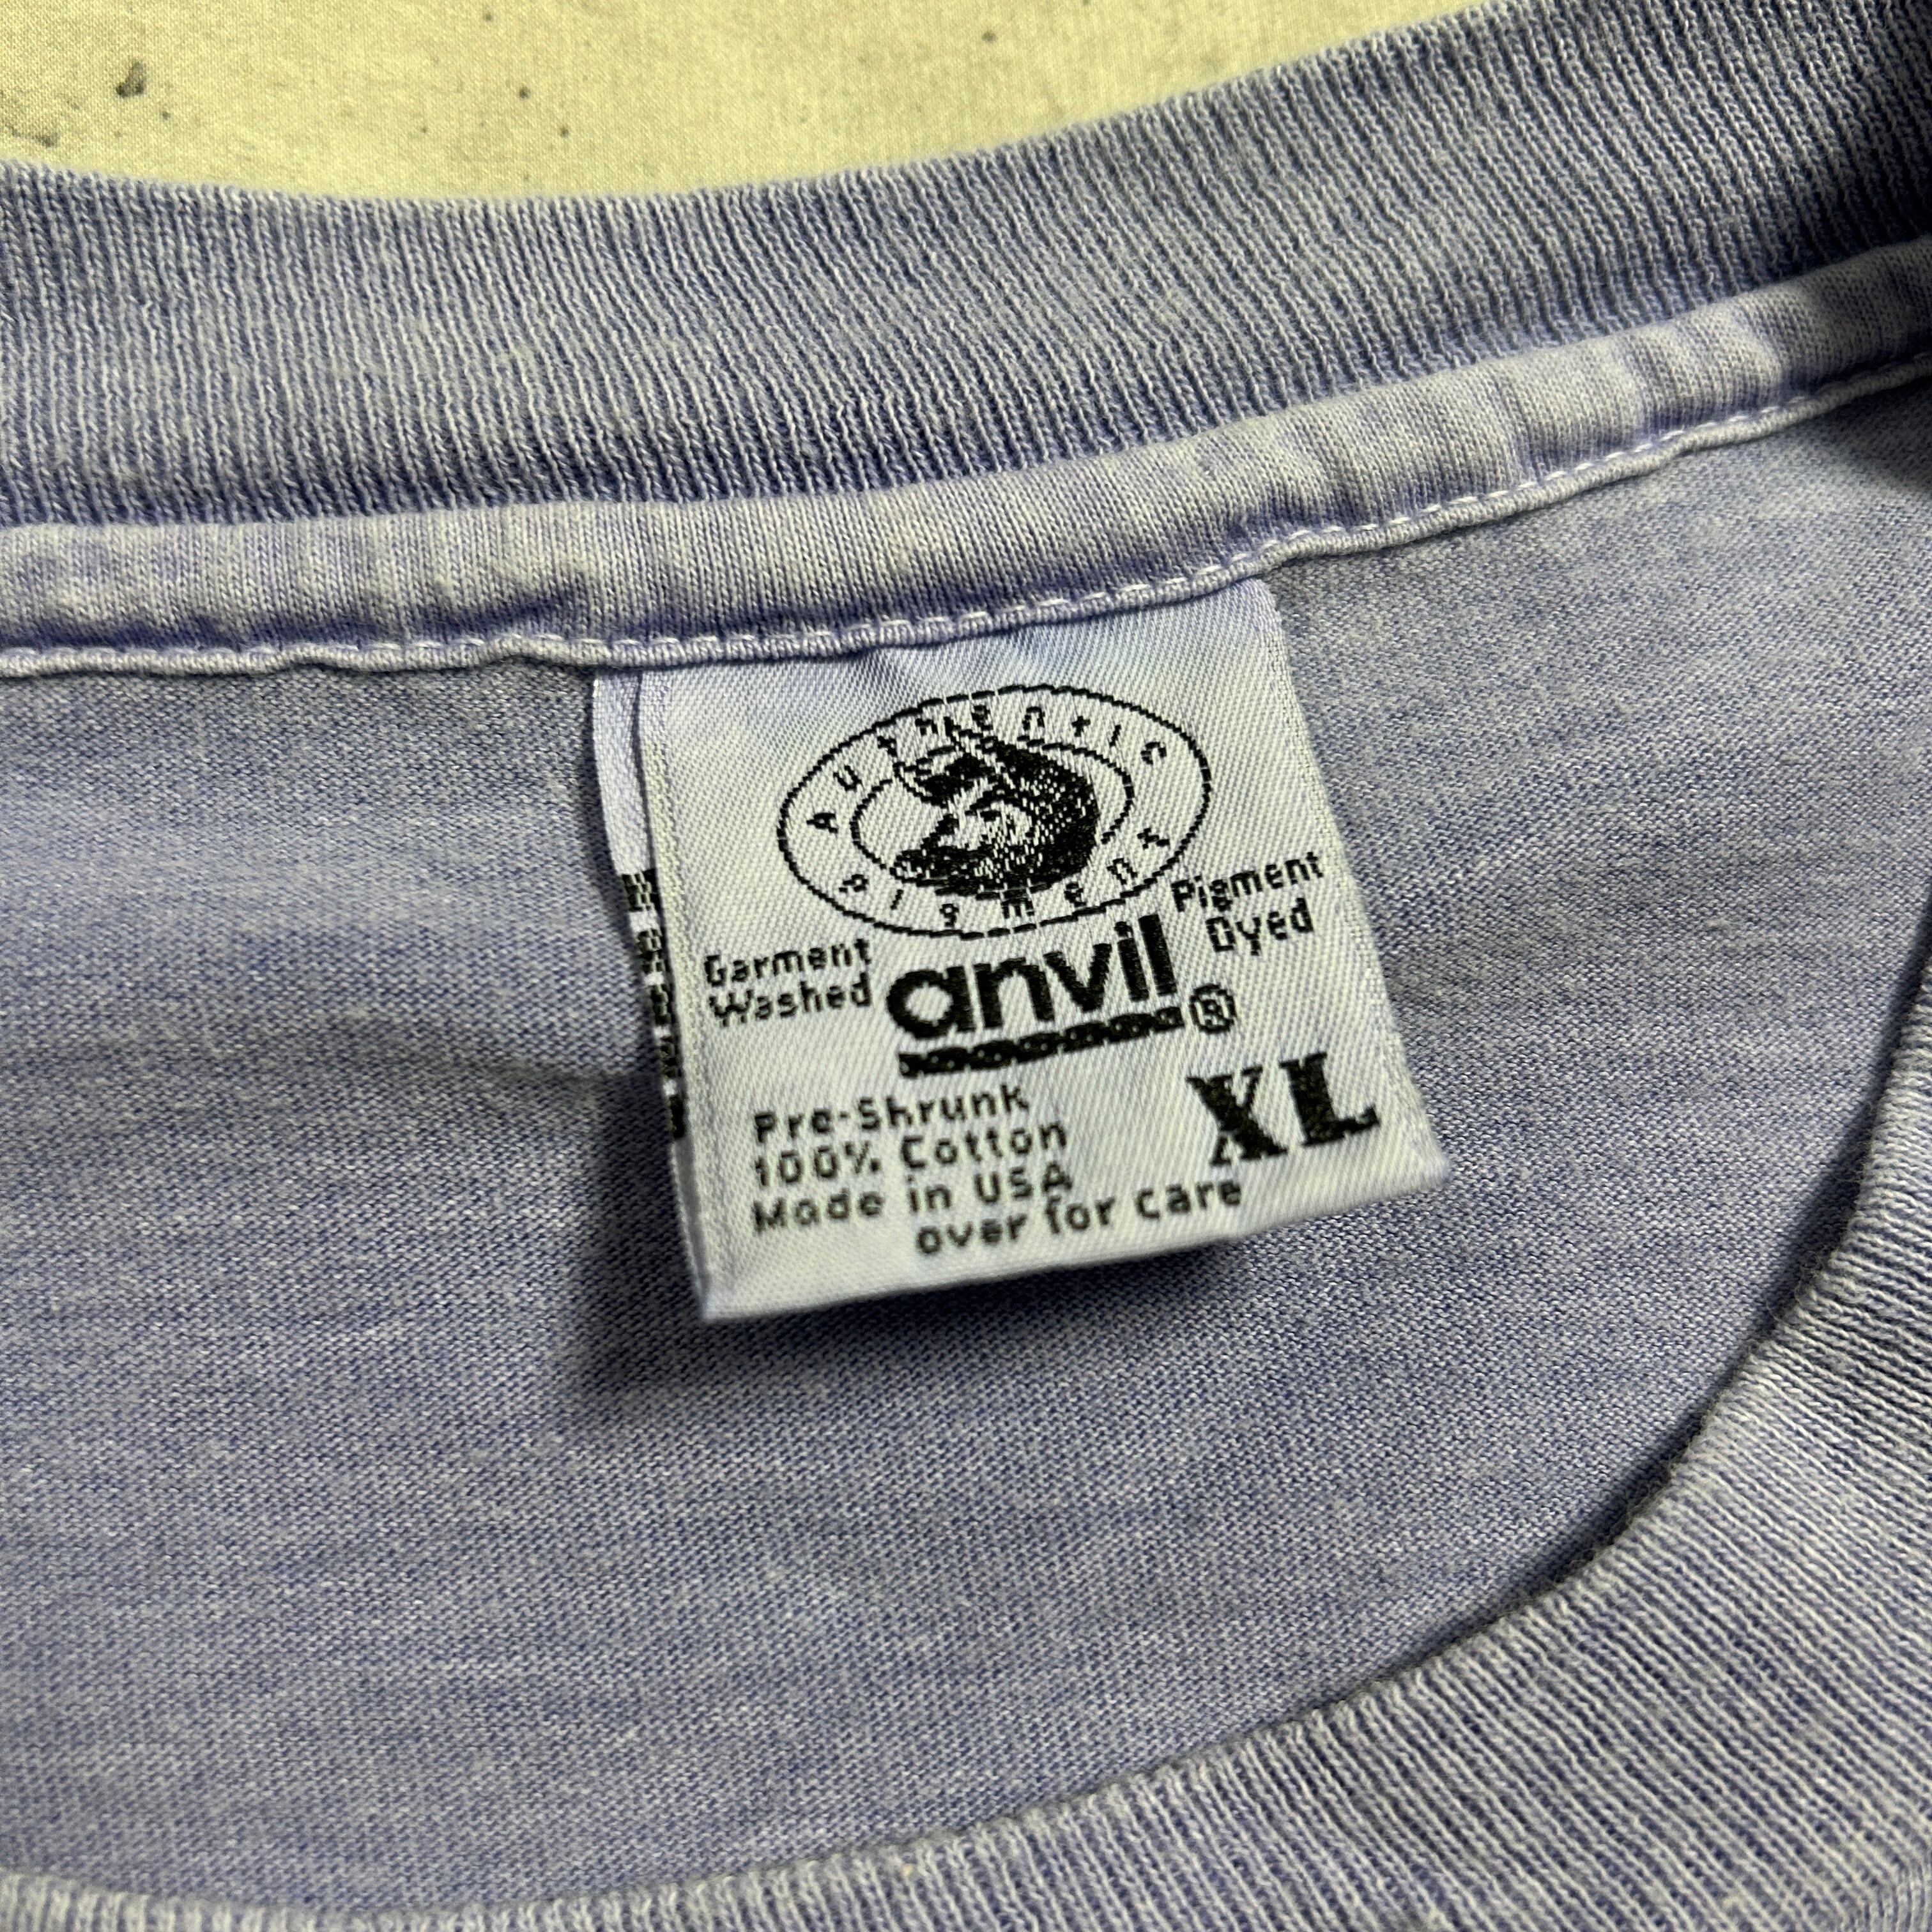 Authentic
Pigment
Garment
Washed
Pigment
Dyed
anvil®
XL
Pre-Shrunk
100% Cotton
Made in USA
over for care